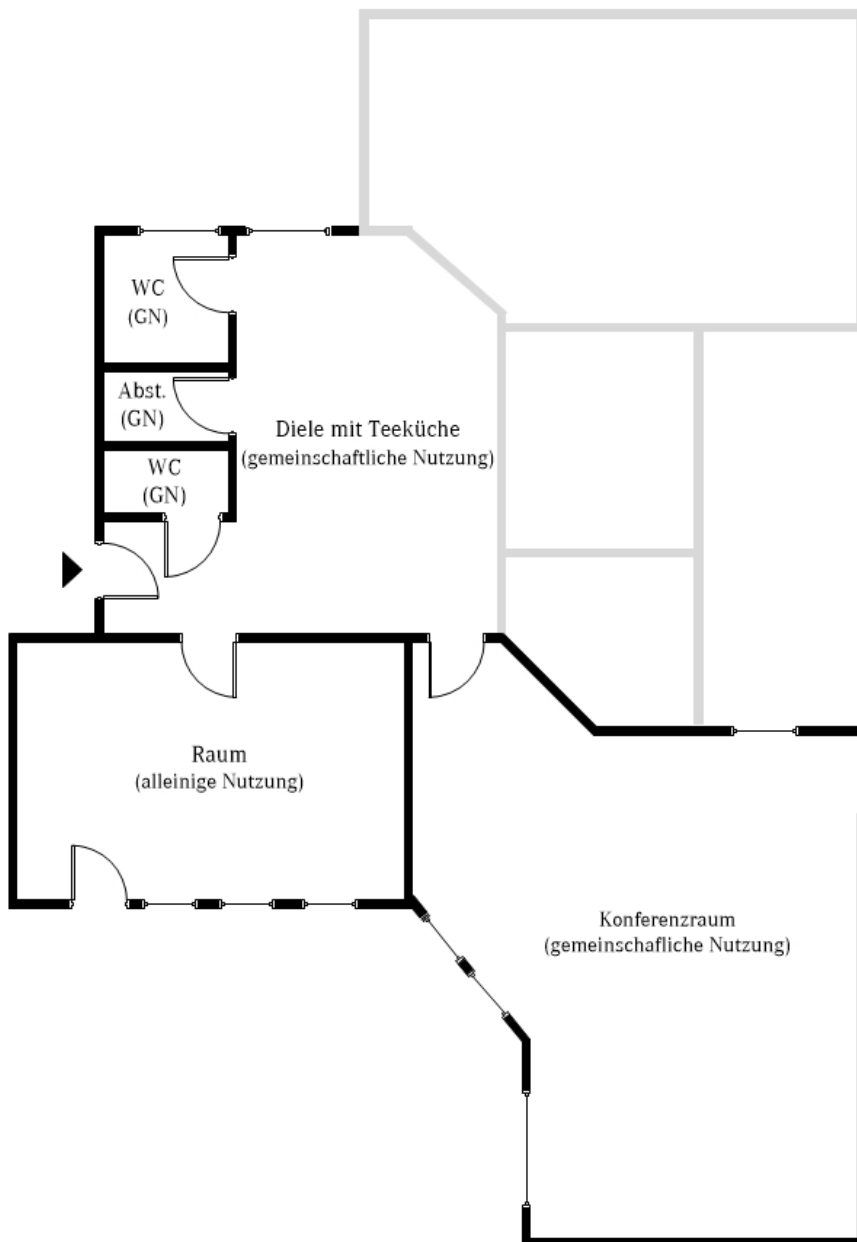 WC
(GN)
Abst.
(GN)
Diele mit Teeküche
(gemeinschaftliche Nutzung)
WC
(GN)
Raum
(alleinige Nutzung)
Konferenzraum
(gemeinschafliche Nutzung)